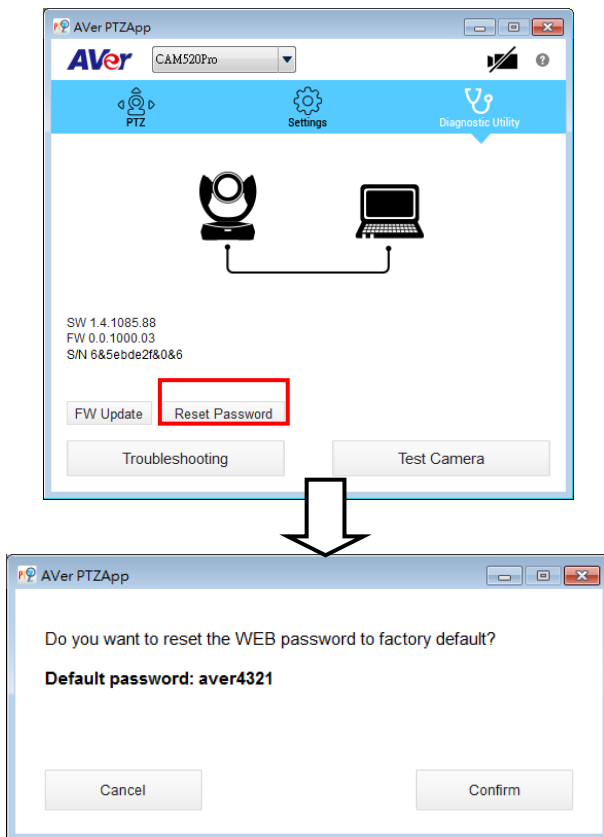 AVer PTZApp
AVer
CAM520Pro
?
PTZ
Settings
Diagnostic Utility
SW 1.4.1085.88
FW 0.0.1000.03
S/N 6&5ebde2f&0&6
FW Update
Reset Password
Troubleshooting
Test Camera
AVer PTZApp
Do you want to reset the WEB password to factory default?
Default password: aver4321
Cancel
Confirm